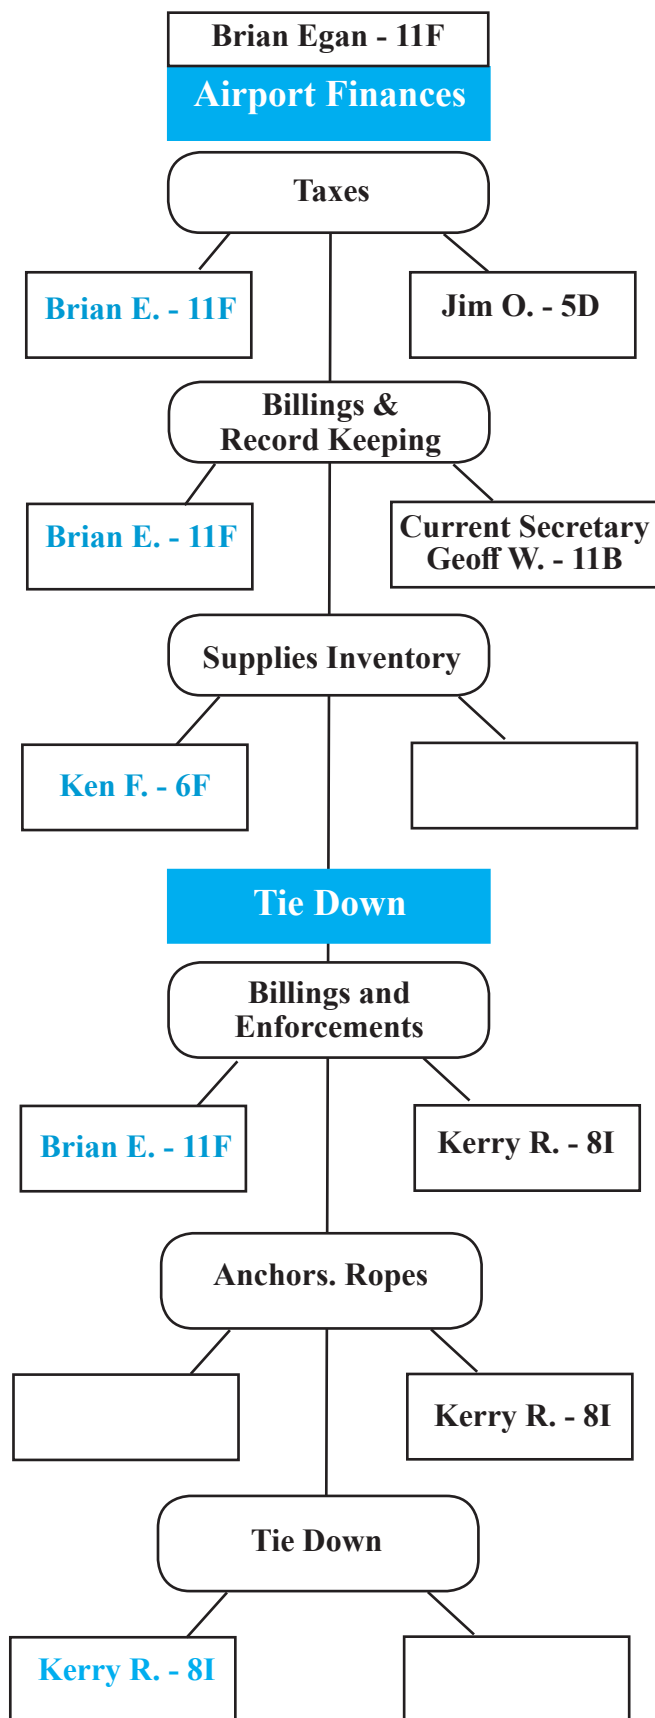 Brian Egan - 11F
Airport Finances
Taxes
Brian E. - 11F
Jim O. - 5D
Billings &
Record Keeping
Brian E. - 11F
Current Secretary
Geoff W. - 11B
Supplies Inventory
Ken F. - 6F
Tie Down
Billings and
Enforcements
Brian E. - 11F
Kerry R. - 8I
Anchors. Ropes
Kerry R. - 8I
Tie Down
Kerry R. - 8I